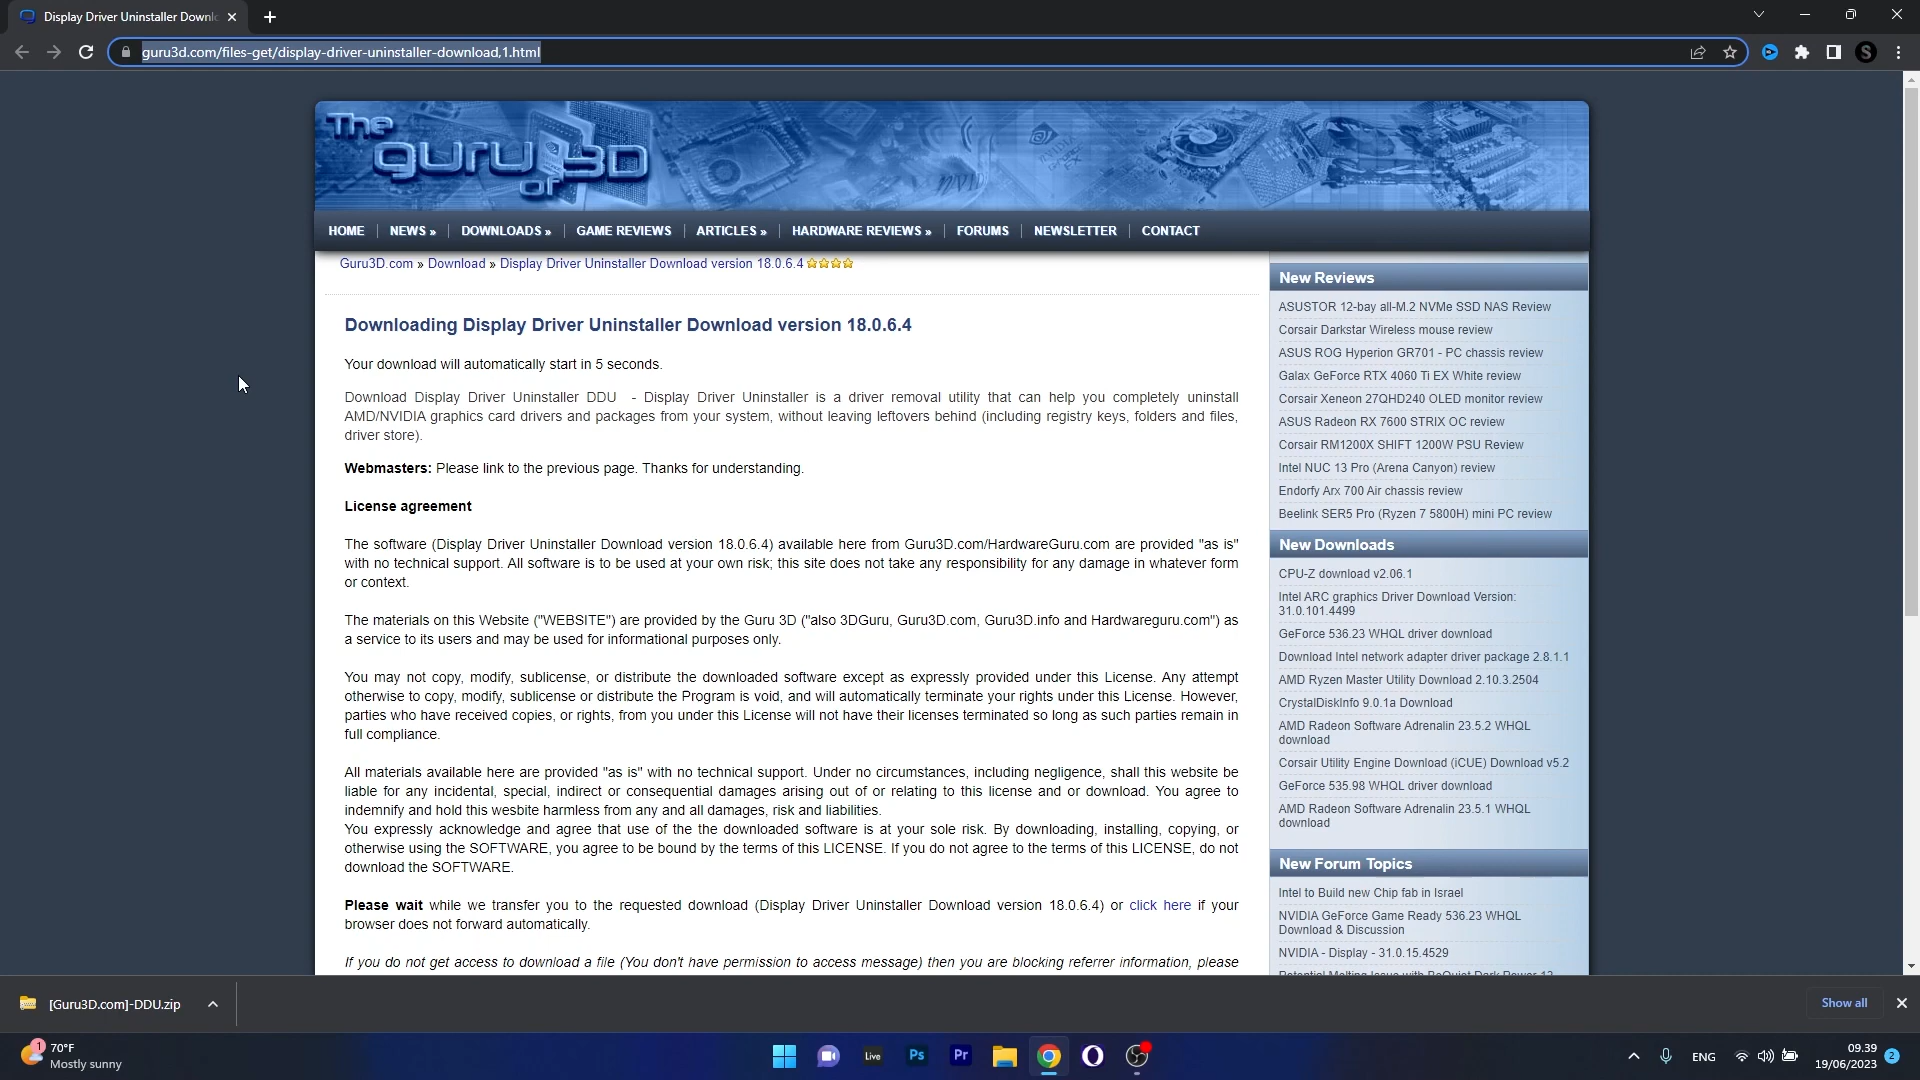 Display Driver Uninstaller Downlo
guru3d.com/files-get/display-driver-uninstaller-download,1.html
S
The
guru
of
3D
HOME
NEWS »
DOWNLOADS »
GAME REVIEWS
ARTICLES »
HARDWARE REVIEWS »
FORUMS
NEWSLETTER
CONTACT
Guru3D.com » Download » Display Driver Uninstaller Download version 18.0.6.4
Downloading Display Driver Uninstaller Download version 18.0.6.4
Your download will automatically start in 5 seconds.
Download Display Driver Uninstaller DDU - Display Driver Uninstaller is a driver removal utility that can help you completely uninstall
AMD/NVIDIA graphics card drivers and packages from your system, without leaving leftovers behind (including registry keys, folders and files,
driver store).
Webmasters: Please link to the previous page. Thanks for understanding.
License agreement
The software (Display Driver Uninstaller Download version 18.0.6.4) available here from Guru3D.com/HardwareGuru.com are provided "as is"
with no technical support. All software is to be used at your own risk; this site does not take any responsibility for any damage in whatever form
or context.
The materials on this Website ("WEBSITE") are provided by the Guru 3D ("also 3DGuru, Guru3D.com, Guru3D.info and Hardwareguru.com") as
a service to its users and may be used for informational purposes only.
You may not copy, modify, sublicense, or distribute the downloaded software except as expressly provided under this License. Any attempt
otherwise to copy, modify, sublicense or distribute the Program is void, and will automatically terminate your rights under this License. However,
parties who have received copies, or rights, from you under this License will not have their licenses terminated so long as such parties remain in
full compliance.
All materials available here are provided "as is" with no technical support. Under no circumstances, including negligence, shall this website be
liable for any incidental, special, indirect or consequential damages arising out of or relating to this license and or download. You agree to
indemnify and hold this wesbite harmless from any and all damages, risk and liabilities.
You expressly acknowledge and agree that use of the the downloaded software is at your sole risk. By downloading, installing, copying, or
otherwise using the SOFTWARE, you agree to be bound by the terms of this LICENSE. If you do not agree to the terms of this LICENSE, do not
download the SOFTWARE.
Please wait while we transfer you to the requested download (Display Driver Uninstaller Download version 18.0.6.4) or click here if your
browser does not forward automatically.
If you do not get access to download a file (You don't have permission to access message) then you are blocking referrer information, please
New Reviews
ASUSTOR 12-bay all-M.2 NVMe SSD NAS Review
Corsair Darkstar Wireless mouse review
ASUS ROG Hyperion GR701 - PC chassis review
Galax GeForce RTX 4060 Ti EX White review
Corsair Xeneon 27QHD240 OLED monitor review
ASUS Radeon RX 7600 STRIX OC review
Corsair RM1200X SHIFT 1200W PSU Review
Intel NUC 13 Pro (Arena Canyon) review
Endorfy Arx 700 Air chassis review
Beelink SER5 Pro (Ryzen 7 5800H) mini PC review
New Downloads
CPU-Z download v2.06.1
Intel ARC graphics Driver Download Version:
31.0.101.4499
GeForce 536.23 WHQL driver download
Download Intel network adapter driver package 2.8.1.1
AMD Ryzen Master Utility Download 2.10.3.2504
CrystalDiskInfo 9.0.1a Download
AMD Radeon Software Adrenalin 23.5.2 WHQL
download
Corsair Utility Engine Download (iCUE) Download v5.2
GeForce 535.98 WHQL driver download
AMD Radeon Software Adrenalin 23.5.1 WHQL
download
New Forum Topics
Intel to Build new Chip fab in Israel
NVIDIA GeForce Game Ready 536.23 WHQL
Download & Discussion
NVIDIA - Display - 31.0.15.4529
Potential Melting Issue with BeQuiet Dark Power 13
[Guru3D.com]-DDU.zip
Show all
1
70°F
Mostly sunny
Live
Ps
Pr
ENG
09.39
19/06/2023
2